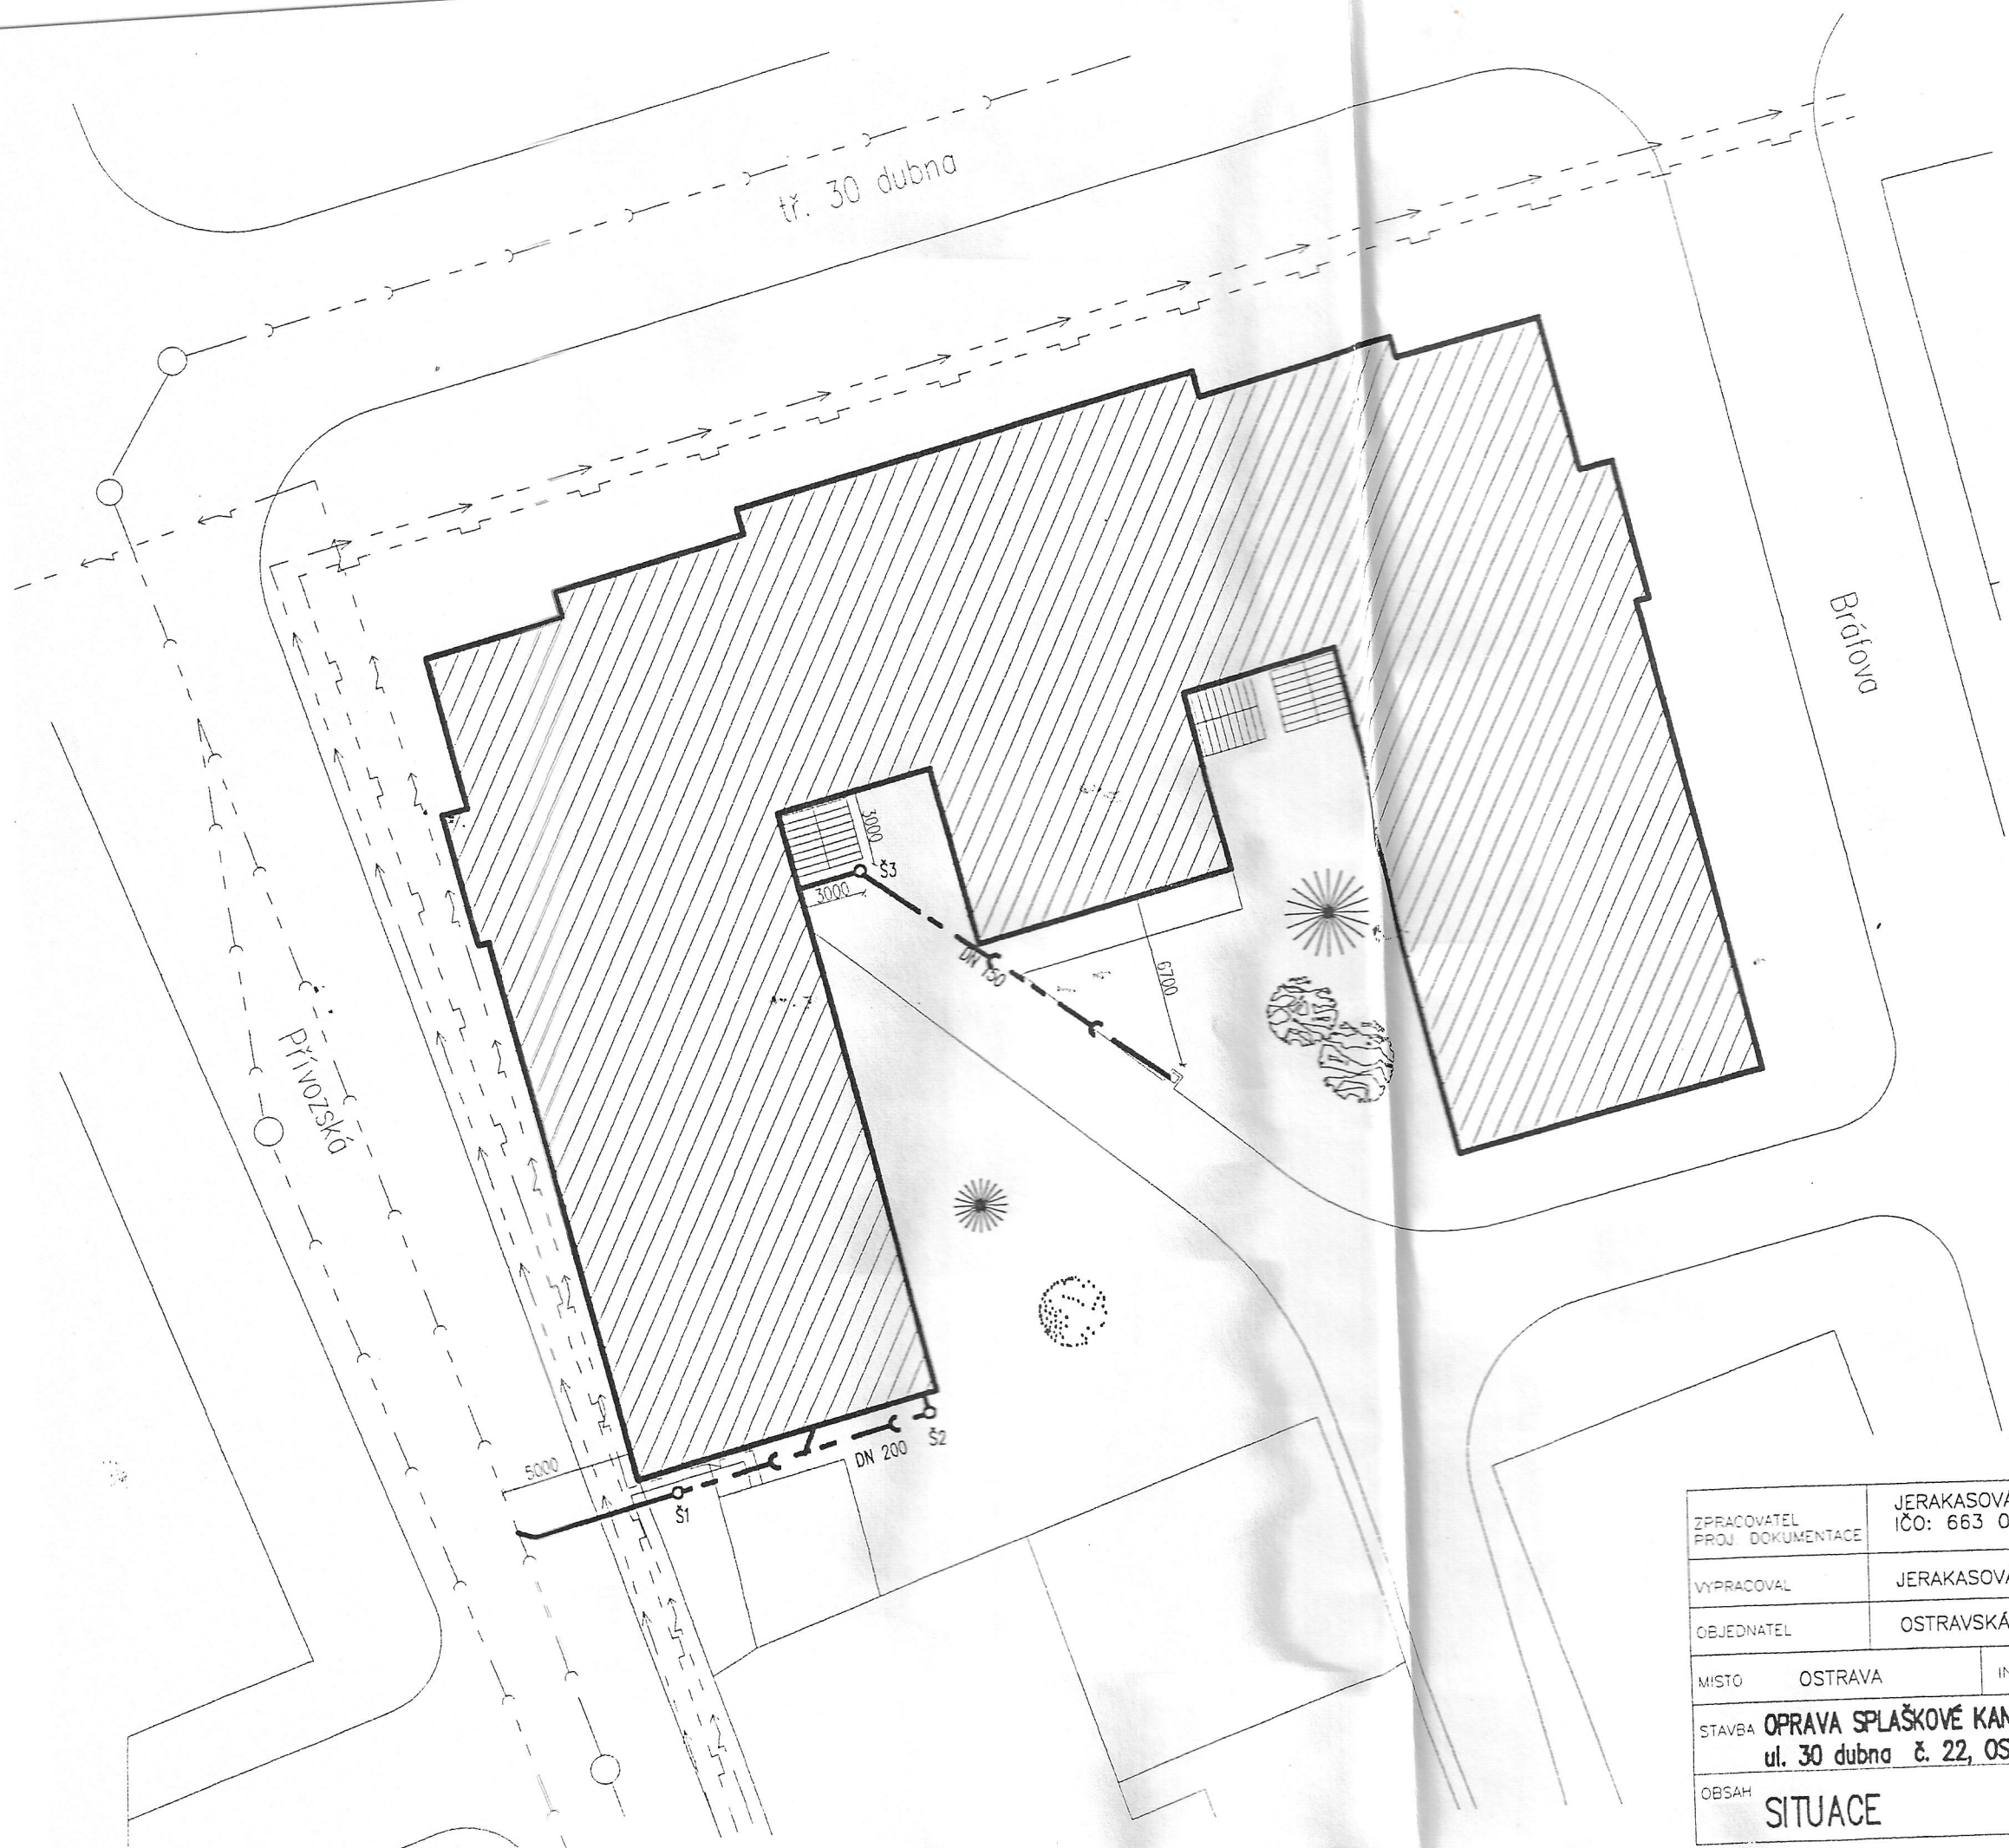 tř. 30 dubna
Bráfova
3000
Š3
3000
DN 150
6700
Přívozská
5000
DN 200
Š2
Š1
ZPRACOVATEL
PROJ. DOKUMENTACE
JERAKASOVÁ
IČO: 663 0
VYPRACOVAL
JERAKASOVÁ
OBJEDNATEL
OSTRAVSKÁ
MISTO
OSTRAVA
IN
STAVBA
OPRAVA SPLAŠKOVÉ KAN
ul. 30 dubna č. 22, OS
OBSAH
SITUACE